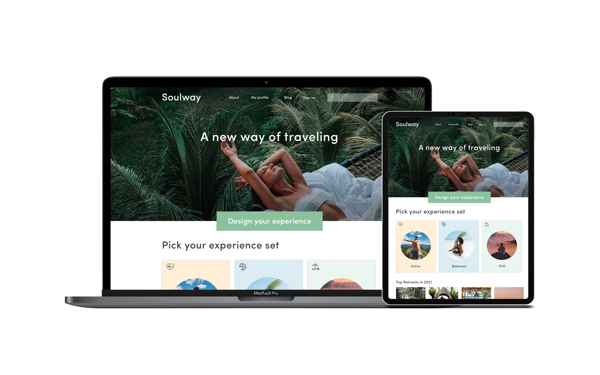 Soulway
About My profile Blog Sign in
A new way of traveling
Design your experience
Pick your experience set
MacBook Pro
Soulway
A new way of traveling
Design your experience
Pick your experience set
Active Balanced Chill
Top Retreats in 2021